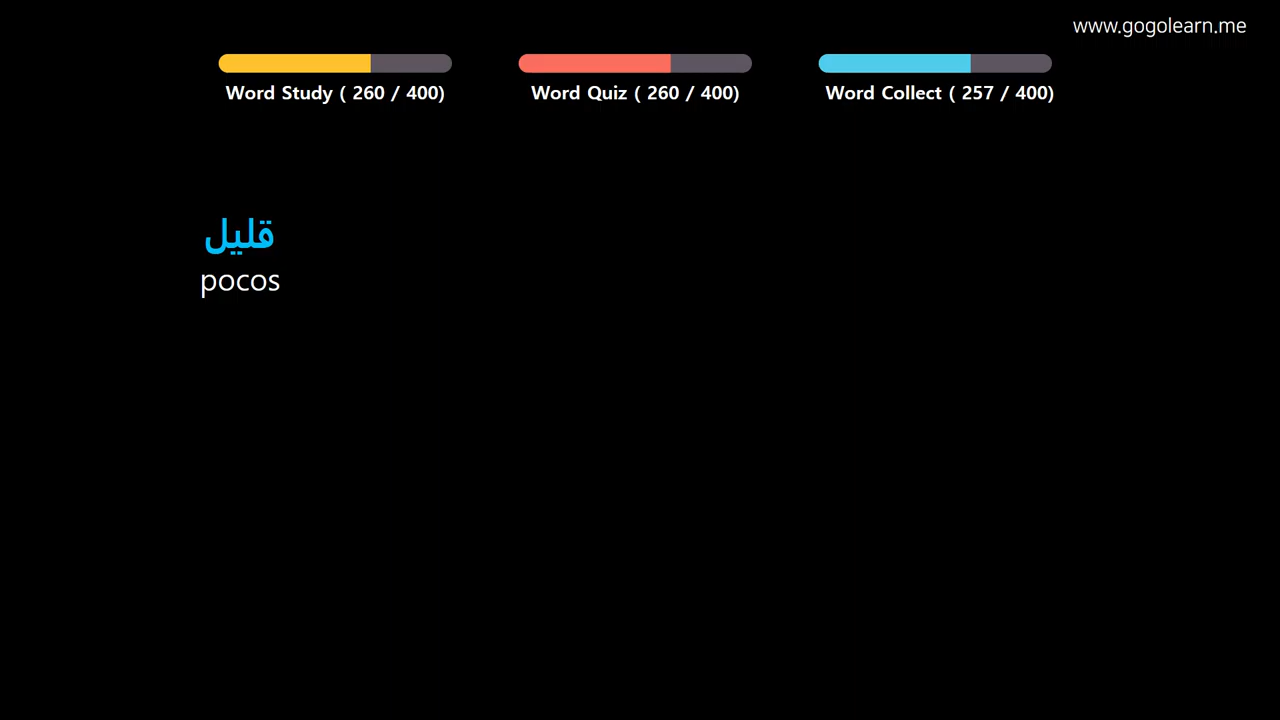 www.gogolearn.me
Word Study ( 260 / 400)
Word Quiz ( 260 / 400)
Word Collect ( 257 / 400)
قليل
pocos